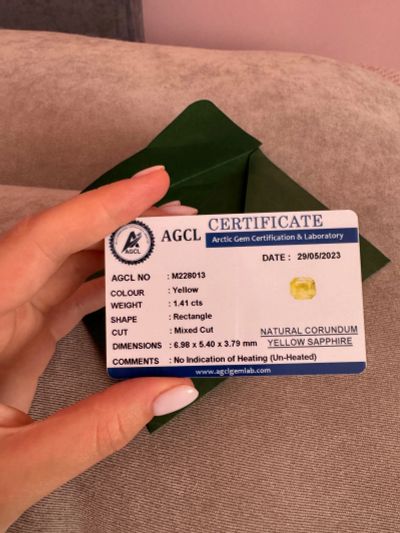 AGCL CERTIFICATE
Arctic Gem Certification & Laboratory
AGCL
DATE : 29/05/2023
AGCL NO : M228013
COLOUR : Yellow
WEIGHT : 1.41 cts
SHAPE : Rectangle
CUT : Mixed Cut
NATURAL CORUNDUM
DIMENSIONS : 6.98 x 5.40 x 3.79 mm
YELLOW SAPPHIRE
COMMENTS : No Indication of Heating (Un-Heated)
www.agclgemlab.com